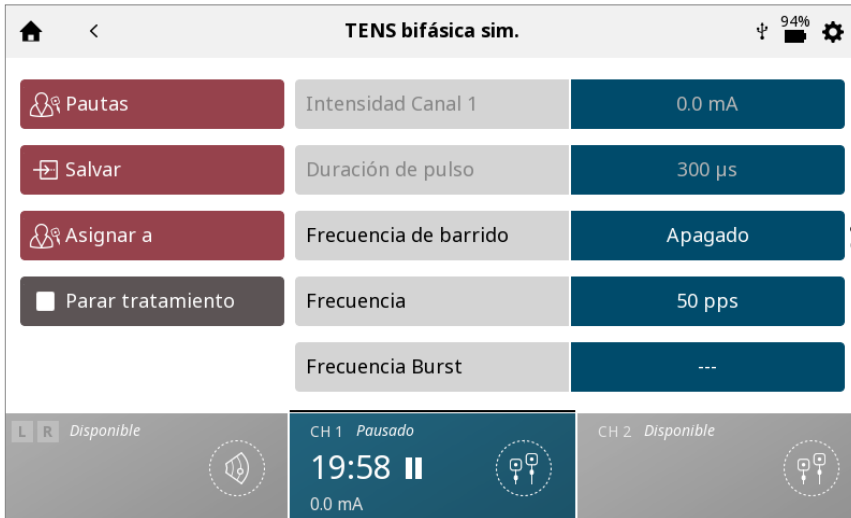 TENS bifásica sim.
94%
Pautas
Intensidad Canal 1
0.0 mA
Salvar
Duración de pulso
300 μs
Asignar a
Frecuencia de barrido
Apagado
Parar tratamiento
Frecuencia
50 pps
Frecuencia Burst
---
L R Disponible
CH 1 Pausado
19:58
0.0 mA
CH 2 Disponible